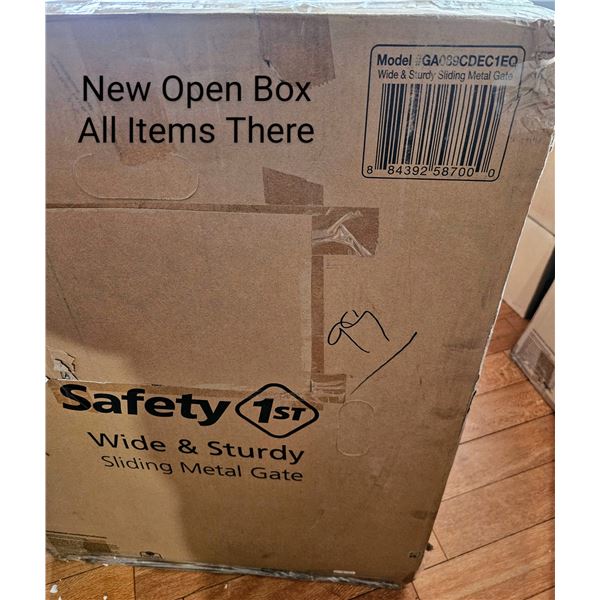 New Open Box
All Items There
Model #GA089CDEC1EQ
Wide & Sturdy Sliding Metal Gate
8 84392 58700 0
Safety 1ST
Wide & Sturdy
Sliding Metal Gate